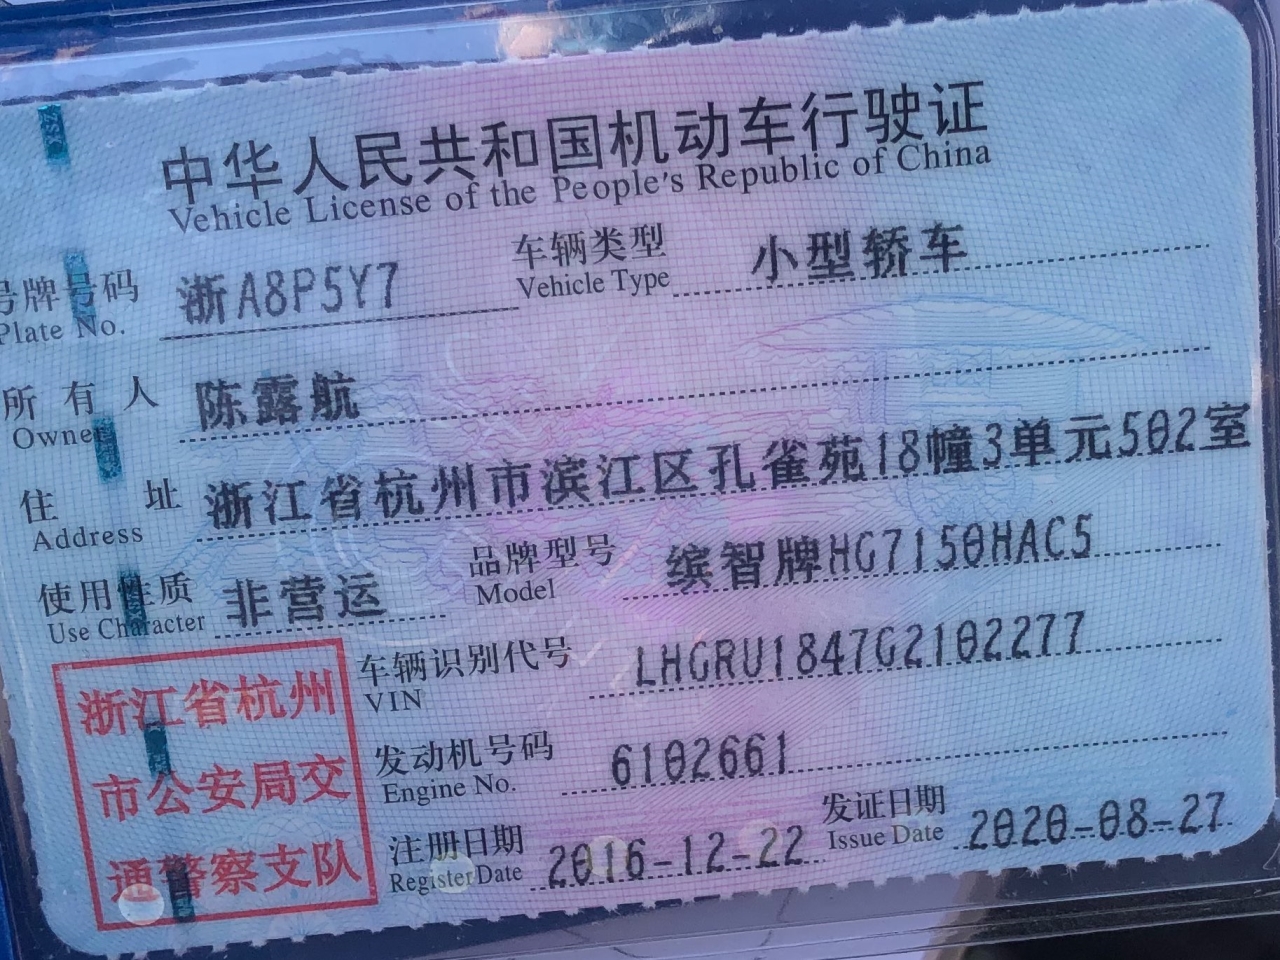 中华人民共和国机动车行驶证
Vehicle License of the People's Republic of China
号牌号码 浙A8P5Y7 车辆类型 小型轿车
Plate No. Vehicle Type
所有人 陈露航
Owner
住址 浙江省杭州市滨江区孔雀苑18幢3单元502室
Address
使用性质 非营运 品牌型号 缤智牌HG7150HAC5
Use Character Model
车辆识别代号 LHGRU1847G2102277
VIN
发动机号码 6102661
Engine No.
注册日期 2016-12-22 发证日期 2020-08-27
Register Date Issue Date
浙江省杭州
市公安局交
通警察支队